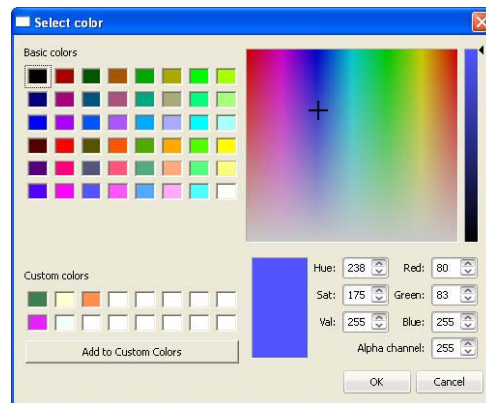 Select color
Basic colors
Custom colors
Add to Custom Colors
Hue: 238 Red: 80
Sat: 175 Green: 83
Val: 255 Blue: 255
Alpha channel: 255
OK Cancel